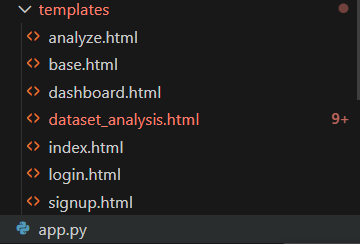 templates
analyze.html
base.html
dashboard.html
dataset_analysis.html 9+
index.html
login.html
signup.html
app.py